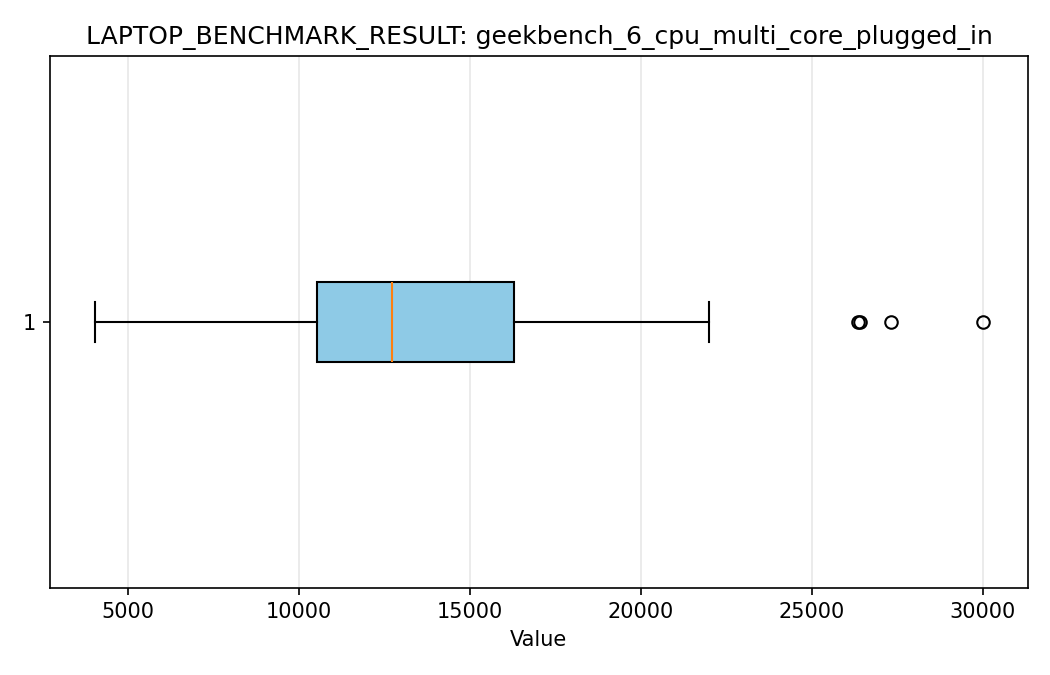 LAPTOP_BENCHMARK_RESULT: geekbench_6_cpu_multi_core_plugged_in
1
5000 10000 15000 20000 25000 30000
Value